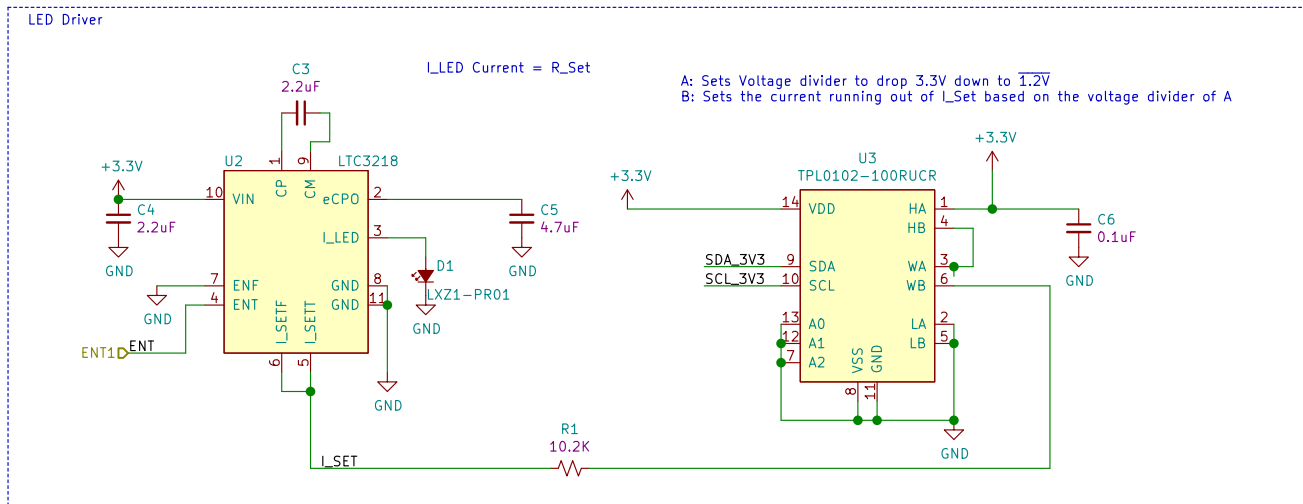 LED Driver
C3
2.2uF
I_LED Current = R_Set
A: Sets Voltage divider to drop 3.3V down to 1.2V
B: Sets the current running out of I_Set based on the voltage divider of A
+3.3V
U2
LTC3218
1
9
CP
CM
10
VIN
eCPO
2
C4
2.2uF
GND
C5
4.7uF
GND
I_LED
3
D1
LXZ1-PR01
GND
7
ENF
GND
8
4
ENT
GND
11
GND
ENT1
ENT
I_SETF
I_SETT
6
5
GND
I_SET
R1
10.2K
+3.3V
U3
TPL0102-100RUCR
+3.3V
14
VDD
HA
1
HB
4
C6
0.1uF
GND
SDA_3V3
9
SDA
WA
3
SCL_3V3
10
SCL
WB
6
13
A0
LA
2
12
A1
LB
5
7
A2
VSS
GND
8
11
GND